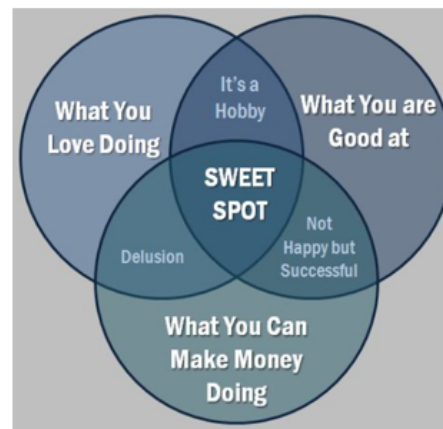 It's a
Hobby
What You
Love Doing
What You are
Good at
SWEET
SPOT
Delusion
Not
Happy but
Successful
What You Can
Make Money
Doing